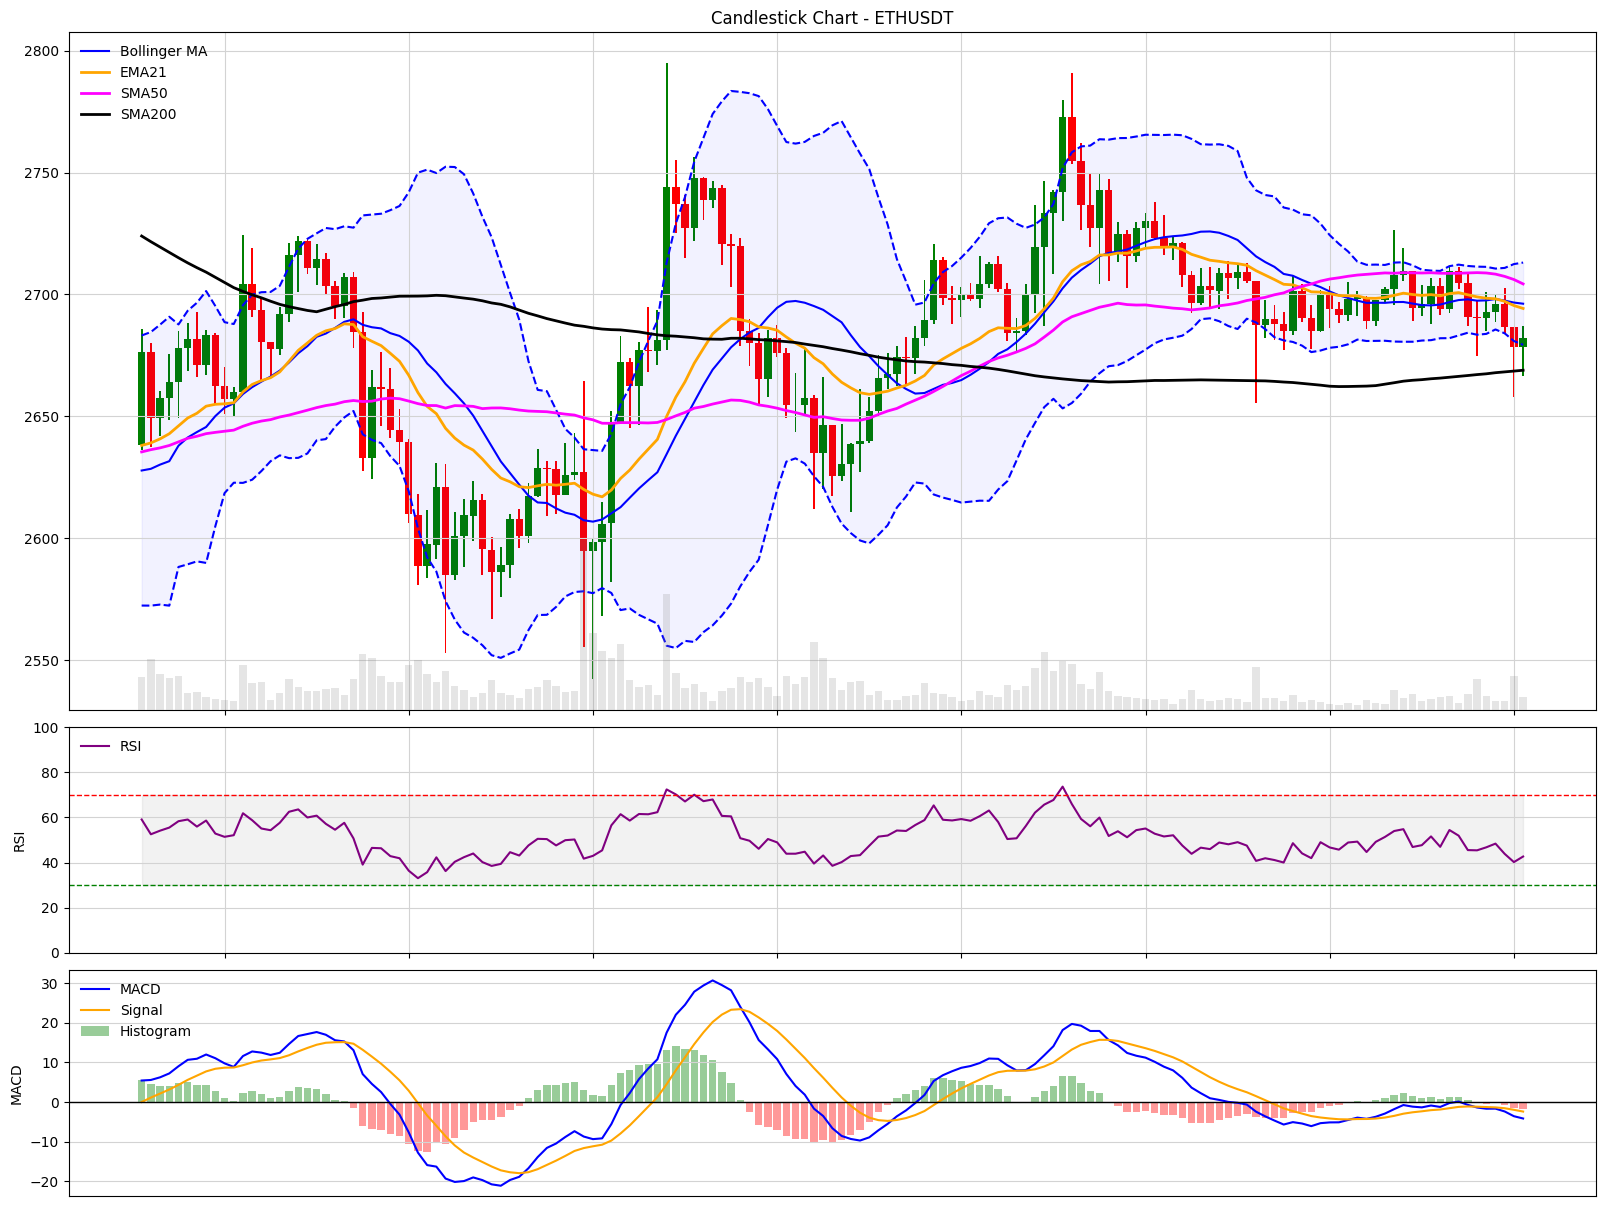 Candlestick Chart - ETHUSDT
2800
2750
2700
2650
2600
2550
Bollinger MA
EMA21
SMA50
SMA200
100
80
60
40
20
0
RSI
RSI
30
20
10
0
−10
−20
MACD
MACD
Signal
Histogram